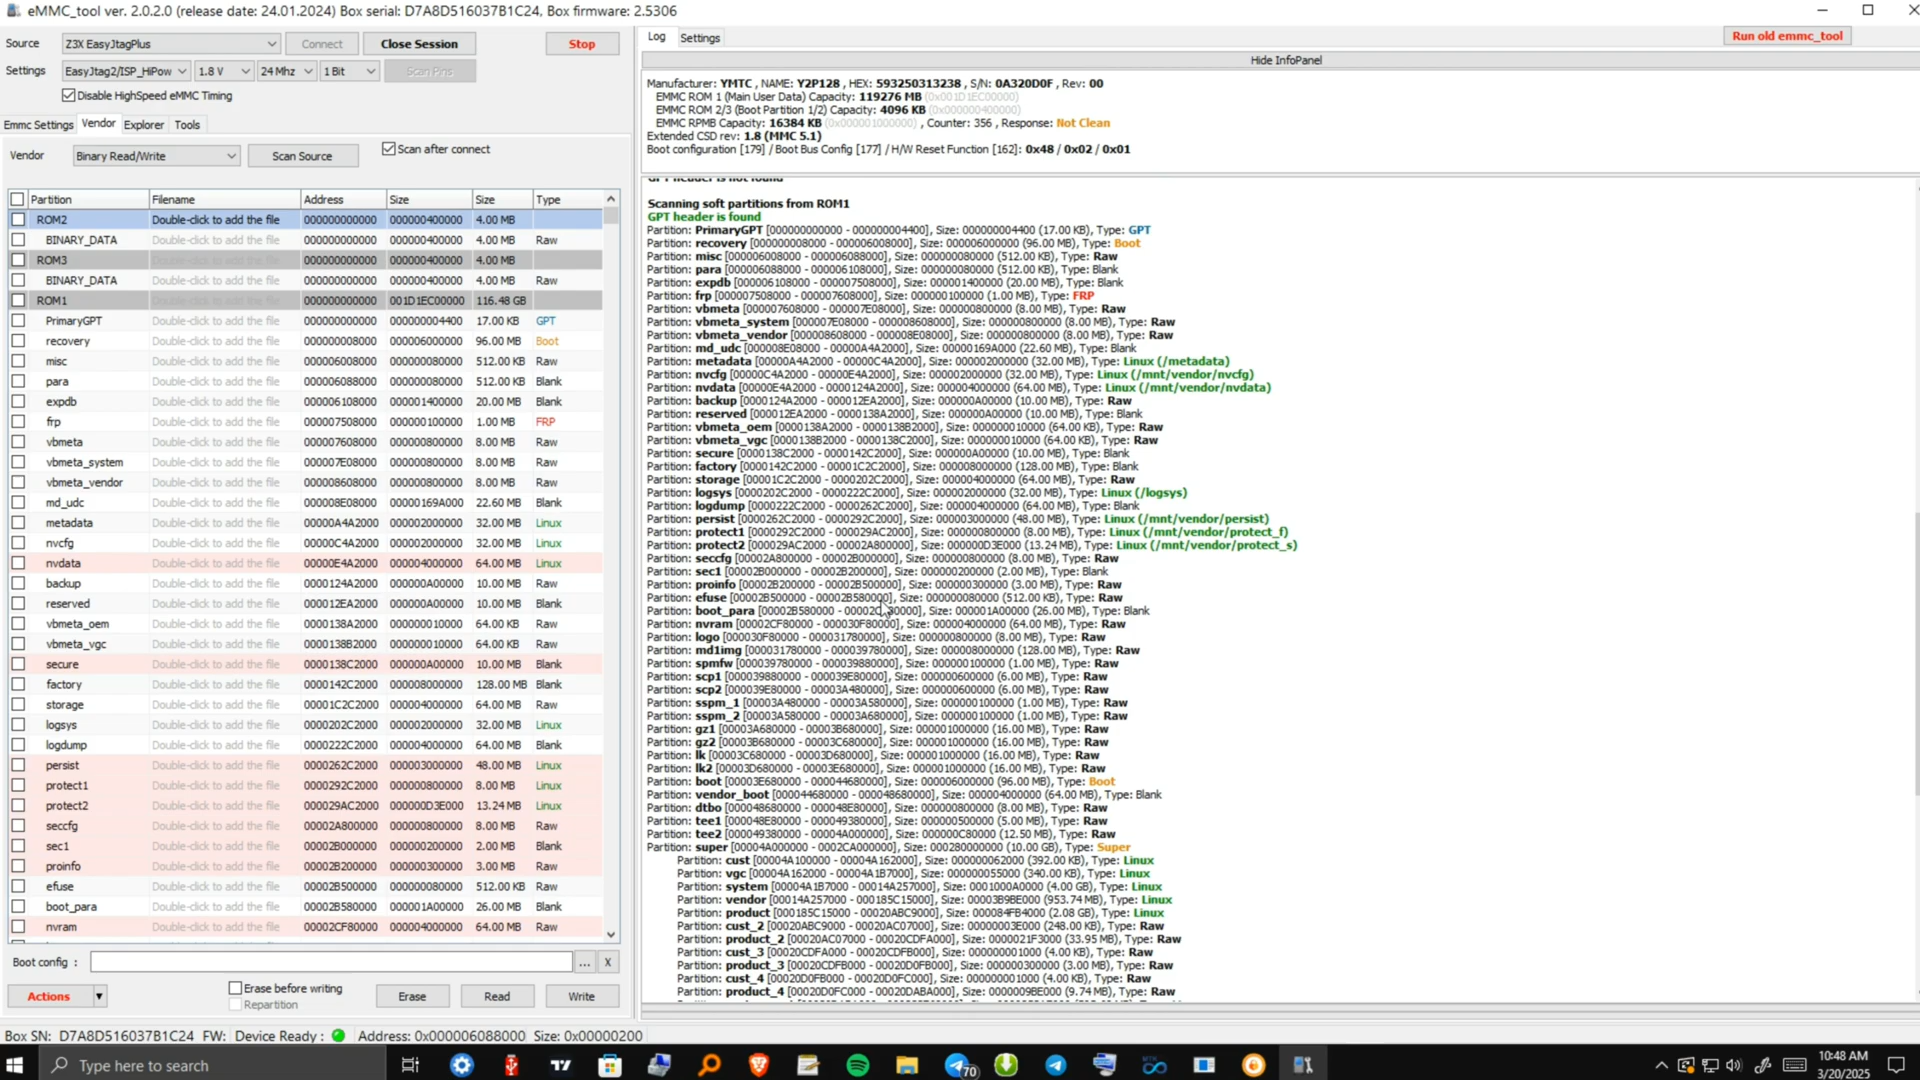 eMMC_tool ver. 2.0.2.0 (release date: 24.01.2024) Box serial: D7A8D516037B1C24, Box firmware: 2.5306
Source Z3X EasyJtagPlus Connect Close Session Stop
Settings EasyJtag2/ISP_HiPow 1.8 V 24 Mhz 1 Bit Scan Pins
Disable HighSpeed eMMC Timing
Emmc Settings Vendor Explorer Tools
Vendor Binary Read/Write Scan Source Scan after connect
Partition Filename Address Size Size Type
ROM2 Double-click to add the file 000000000000 000000400000 4.00 MB
BINARY_DATA Double-click to add the file 000000000000 000000400000 4.00 MB Raw
ROM3 Double-click to add the file 000000000000 000000400000 4.00 MB
BINARY_DATA Double-click to add the file 000000000000 000000400000 4.00 MB Raw
ROM1 Double-click to add the file 000000000000 001D1EC00000 116.48 GB
PrimaryGPT Double-click to add the file 000000000000 000000004400 17.00 KB GPT
recovery Double-click to add the file 000000008000 000006000000 96.00 MB Boot
misc Double-click to add the file 000006008000 000000080000 512.00 KB Raw
para Double-click to add the file 000006088000 000000080000 512.00 KB Blank
expdb Double-click to add the file 000006108000 000001400000 20.00 MB Blank
frp Double-click to add the file 000007508000 000000100000 1.00 MB FRP
vbmeta Double-click to add the file 000007608000 000000800000 8.00 MB Raw
vbmeta_system Double-click to add the file 000007E08000 000000800000 8.00 MB Raw
vbmeta_vendor Double-click to add the file 000008608000 000000800000 8.00 MB Raw
md_udc Double-click to add the file 000008E08000 00000169A000 22.60 MB Blank
metadata Double-click to add the file 00000A4A2000 000002000000 32.00 MB Linux
nvcfg Double-click to add the file 00000C4A2000 000002000000 32.00 MB Linux
nvdata Double-click to add the file 00000E4A2000 000004000000 64.00 MB Linux
backup Double-click to add the file 0000124A2000 000000A00000 10.00 MB Raw
reserved Double-click to add the file 000012EA2000 000000A00000 10.00 MB Blank
vbmeta_oem Double-click to add the file 0000138A2000 000000010000 64.00 KB Raw
vbmeta_vgc Double-click to add the file 0000138B2000 000000010000 64.00 KB Raw
secure Double-click to add the file 0000138C2000 000000A00000 10.00 MB Blank
factory Double-click to add the file 0000142C2000 000008000000 128.00 MB Blank
storage Double-click to add the file 00001C2C2000 000004000000 64.00 MB Raw
logsys Double-click to add the file 0000202C2000 000002000000 32.00 MB Linux
logdump Double-click to add the file 0000222C2000 000004000000 64.00 MB Blank
persist Double-click to add the file 0000262C2000 000003000000 48.00 MB Linux
protect1 Double-click to add the file 0000292C2000 000000800000 8.00 MB Linux
protect2 Double-click to add the file 000029AC2000 000000D3E000 13.24 MB Linux
seccfg Double-click to add the file 00002A800000 000000800000 8.00 MB Raw
sec1 Double-click to add the file 00002B000000 000000200000 2.00 MB Blank
proinfo Double-click to add the file 00002B200000 000000300000 3.00 MB Raw
efuse Double-click to add the file 00002B500000 000000080000 512.00 KB Raw
boot_para Double-click to add the file 00002B580000 000001A00000 26.00 MB Blank
nvram Double-click to add the file 00002CF80000 000004000000 64.00 MB Raw
Boot config : ... X
Actions Erase before writing Repartition Erase Read Write
Log Settings Run old emmc_tool
Hide InfoPanel
Manufacturer: YMTC , NAME: Y2P128 , HEX: 593250313238 , S/N: 0A320D0F , Rev: 00
EMMC ROM 1 (Main User Data) Capacity: 119276 MB (0x001D1EC00000)
EMMC ROM 2/3 (Boot Partition 1/2) Capacity: 4096 KB (0x000000400000)
EMMC RPMB Capacity: 16384 KB (0x000001000000) , Counter: 356 , Response: Not Clean
Extended CSD rev: 1.8 (MMC 5.1)
Boot configuration [179] / Boot Bus Config [177] / H/W Reset Function [162]: 0x48 / 0x02 / 0x01
GPT header is not found
Scanning soft partitions from ROM1
GPT header is found
Partition: PrimaryGPT [000000000000 - 000000004400], Size: 000000004400 (17.00 KB), Type: GPT
Partition: recovery [000000008000 - 000006008000], Size: 000006000000 (96.00 MB), Type: Boot
Partition: misc [000006008000 - 000006088000], Size: 000000080000 (512.00 KB), Type: Raw
Partition: para [000006088000 - 000006108000], Size: 000000080000 (512.00 KB), Type: Blank
Partition: expdb [000006108000 - 000007508000], Size: 000001400000 (20.00 MB), Type: Blank
Partition: frp [000007508000 - 000007608000], Size: 000000100000 (1.00 MB), Type: FRP
Partition: vbmeta [000007608000 - 000007E08000], Size: 000000800000 (8.00 MB), Type: Raw
Partition: vbmeta_system [000007E08000 - 000008608000], Size: 000000800000 (8.00 MB), Type: Raw
Partition: vbmeta_vendor [000008608000 - 000008E08000], Size: 000000800000 (8.00 MB), Type: Raw
Partition: md_udc [000008E08000 - 00000A4A2000], Size: 00000169A000 (22.60 MB), Type: Blank
Partition: metadata [00000A4A2000 - 00000C4A2000], Size: 000002000000 (32.00 MB), Type: Linux (/metadata)
Partition: nvcfg [00000C4A2000 - 00000E4A2000], Size: 000002000000 (32.00 MB), Type: Linux (/mnt/vendor/nvcfg)
Partition: nvdata [00000E4A2000 - 0000124A2000], Size: 000004000000 (64.00 MB), Type: Linux (/mnt/vendor/nvdata)
Partition: backup [0000124A2000 - 000012EA2000], Size: 000000A00000 (10.00 MB), Type: Raw
Partition: reserved [000012EA2000 - 0000138A2000], Size: 000000A00000 (10.00 MB), Type: Blank
Partition: vbmeta_oem [0000138A2000 - 0000138B2000], Size: 000000010000 (64.00 KB), Type: Raw
Partition: vbmeta_vgc [0000138B2000 - 0000138C2000], Size: 000000010000 (64.00 KB), Type: Raw
Partition: secure [0000138C2000 - 0000142C2000], Size: 000000A00000 (10.00 MB), Type: Blank
Partition: factory [0000142C2000 - 00001C2C2000], Size: 000008000000 (128.00 MB), Type: Blank
Partition: storage [00001C2C2000 - 0000202C2000], Size: 000004000000 (64.00 MB), Type: Raw
Partition: logsys [0000202C2000 - 0000222C2000], Size: 000002000000 (32.00 MB), Type: Linux (/logsys)
Partition: logdump [0000222C2000 - 0000262C2000], Size: 000004000000 (64.00 MB), Type: Blank
Partition: persist [0000262C2000 - 0000292C2000], Size: 000003000000 (48.00 MB), Type: Linux (/mnt/vendor/persist)
Partition: protect1 [0000292C2000 - 000029AC2000], Size: 000000800000 (8.00 MB), Type: Linux (/mnt/vendor/protect_f)
Partition: protect2 [000029AC2000 - 00002A800000], Size: 000000D3E000 (13.24 MB), Type: Linux (/mnt/vendor/protect_s)
Partition: seccfg [00002A800000 - 00002B000000], Size: 000000800000 (8.00 MB), Type: Raw
Partition: sec1 [00002B000000 - 00002B200000], Size: 000000200000 (2.00 MB), Type: Blank
Partition: proinfo [00002B200000 - 00002B500000], Size: 000000300000 (3.00 MB), Type: Raw
Partition: efuse [00002B500000 - 00002B580000], Size: 000000080000 (512.00 KB), Type: Raw
Partition: boot_para [00002B580000 - 00002CF80000], Size: 000001A00000 (26.00 MB), Type: Blank
Partition: nvram [00002CF80000 - 000030F80000], Size: 000004000000 (64.00 MB), Type: Raw
Partition: logo [000030F80000 - 000031780000], Size: 000000800000 (8.00 MB), Type: Raw
Partition: md1img [000031780000 - 000039780000], Size: 000008000000 (128.00 MB), Type: Raw
Partition: spmfw [000039780000 - 000039880000], Size: 000000100000 (1.00 MB), Type: Raw
Partition: scp1 [000039880000 - 000039E80000], Size: 000000600000 (6.00 MB), Type: Raw
Partition: scp2 [000039E80000 - 00003A480000], Size: 000000600000 (6.00 MB), Type: Raw
Partition: sspm_1 [00003A480000 - 00003A580000], Size: 000000100000 (1.00 MB), Type: Raw
Partition: sspm_2 [00003A580000 - 00003A680000], Size: 000000100000 (1.00 MB), Type: Raw
Partition: gz1 [00003A680000 - 00003B680000], Size: 000001000000 (16.00 MB), Type: Raw
Partition: gz2 [00003B680000 - 00003C680000], Size: 000001000000 (16.00 MB), Type: Raw
Partition: lk [00003C680000 - 00003D680000], Size: 000001000000 (16.00 MB), Type: Raw
Partition: lk2 [00003D680000 - 00003E680000], Size: 000001000000 (16.00 MB), Type: Raw
Partition: boot [00003E680000 - 000044680000], Size: 000006000000 (96.00 MB), Type: Boot
Partition: vendor_boot [000044680000 - 000048680000], Size: 000004000000 (64.00 MB), Type: Blank
Partition: dtbo [000048680000 - 000048E80000], Size: 000000800000 (8.00 MB), Type: Raw
Partition: tee1 [000048E80000 - 000049380000], Size: 000000500000 (5.00 MB), Type: Raw
Partition: tee2 [000049380000 - 00004A000000], Size: 000000C80000 (12.50 MB), Type: Raw
Partition: super [00004A000000 - 0002CA000000], Size: 000280000000 (10.00 GB), Type: Super
Partition: cust [00004A100000 - 00004A162000], Size: 000000062000 (392.00 KB), Type: Linux
Partition: vgc [00004A162000 - 00004A1B7000], Size: 000000055000 (340.00 KB), Type: Linux
Partition: system [00004A1B7000 - 00014A257000], Size: 0001000A0000 (4.00 GB), Type: Linux
Partition: vendor [00014A257000 - 000185C15000], Size: 00003B9BE000 (953.74 MB), Type: Linux
Partition: product [000185C15000 - 00020ABC9000], Size: 000084FB4000 (2.08 GB), Type: Linux
Partition: cust_2 [00020ABC9000 - 00020AC07000], Size: 00000003E000 (248.00 KB), Type: Raw
Partition: product_2 [00020AC07000 - 00020CDFA000], Size: 0000021F3000 (33.95 MB), Type: Raw
Partition: cust_3 [00020CDFA000 - 00020CDFB000], Size: 000000001000 (4.00 KB), Type: Raw
Partition: product_3 [00020CDFB000 - 00020D0FB000], Size: 000000300000 (3.00 MB), Type: Raw
Partition: cust_4 [00020D0FB000 - 00020D0FC000], Size: 000000001000 (4.00 KB), Type: Raw
Partition: product_4 [00020D0FC000 - 00020DABA000], Size: 0000009BE000 (9.74 MB), Type: Raw
Box SN: D7A8D516037B1C24 FW: Device Ready : Address: 0x000006088000 Size: 0x00000200
Type here to search 70 10:48 AM
3/20/2025